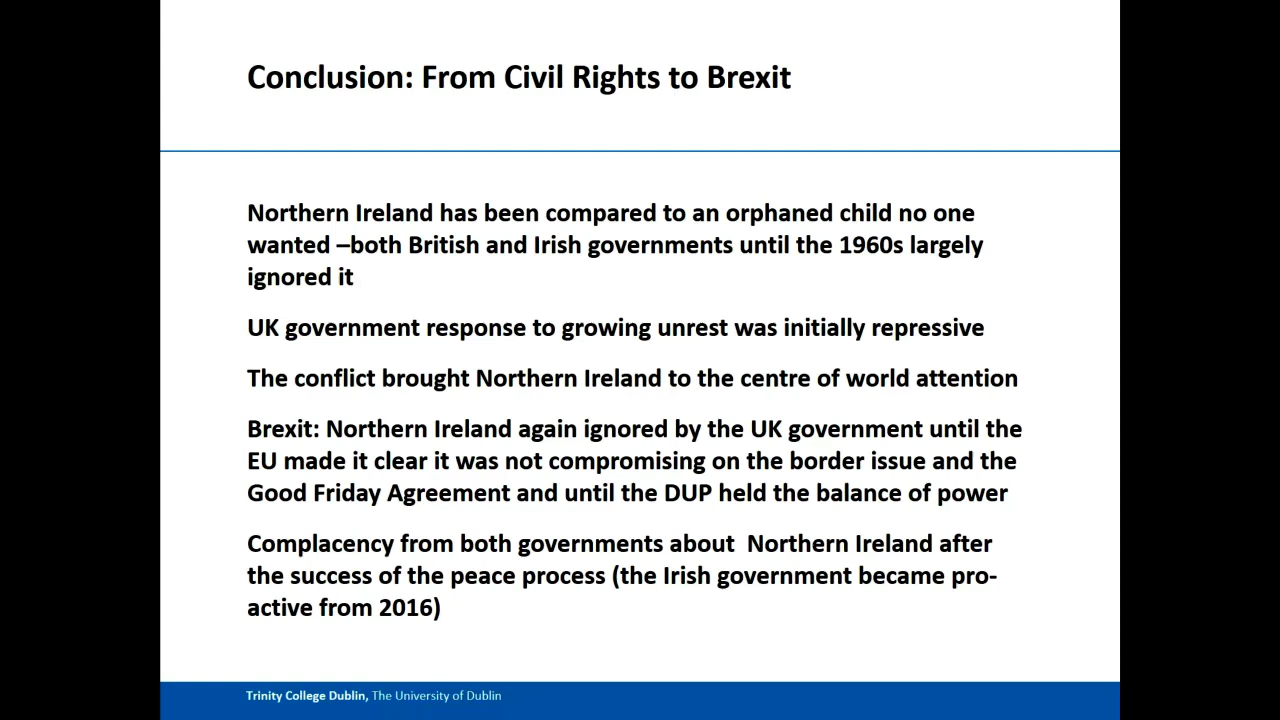 Conclusion: From Civil Rights to Brexit
Northern Ireland has been compared to an orphaned child no one
wanted –both British and Irish governments until the 1960s largely
ignored it
UK government response to growing unrest was initially repressive
The conflict brought Northern Ireland to the centre of world attention
Brexit: Northern Ireland again ignored by the UK government until the
EU made it clear it was not compromising on the border issue and the
Good Friday Agreement and until the DUP held the balance of power
Complacency from both governments about  Northern Ireland after
the success of the peace process (the Irish government became pro-
active from 2016)
Trinity College Dublin, The University of Dublin